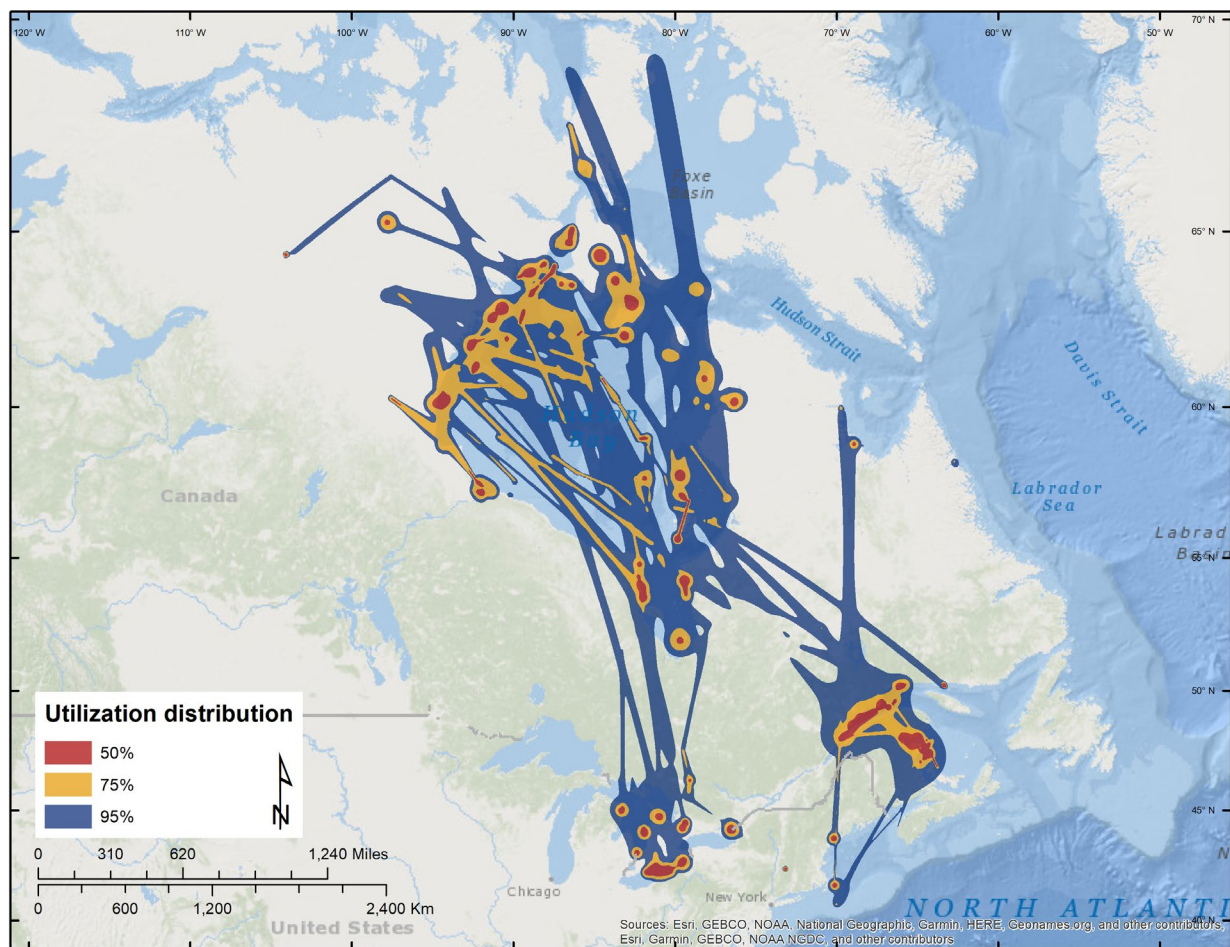 120° W 110° W 100° W 90° W 80° W 70° W 60° W 50° W 70° N
Foxe
Basin
65° N
Hudson Strait
Davis Strait
60° N
Hudson
Bay
Canada
Labrador
Sea
Labrad
Basin
55° N
50° N
Utilization distribution
50%
75%
95%
N
45° N
0 310 620 1,240 Miles
0 600 1,200 2,400 Km
Chicago
New York
N
NORTH ATLANTI
40° N
United States
Sources: Esri, GEBCO, NOAA, National Geographic, Garmin, HERE, Geonames.org, and other contributors
Esri, Garmin, GEBCO, NOAA NGDC, and other contributors